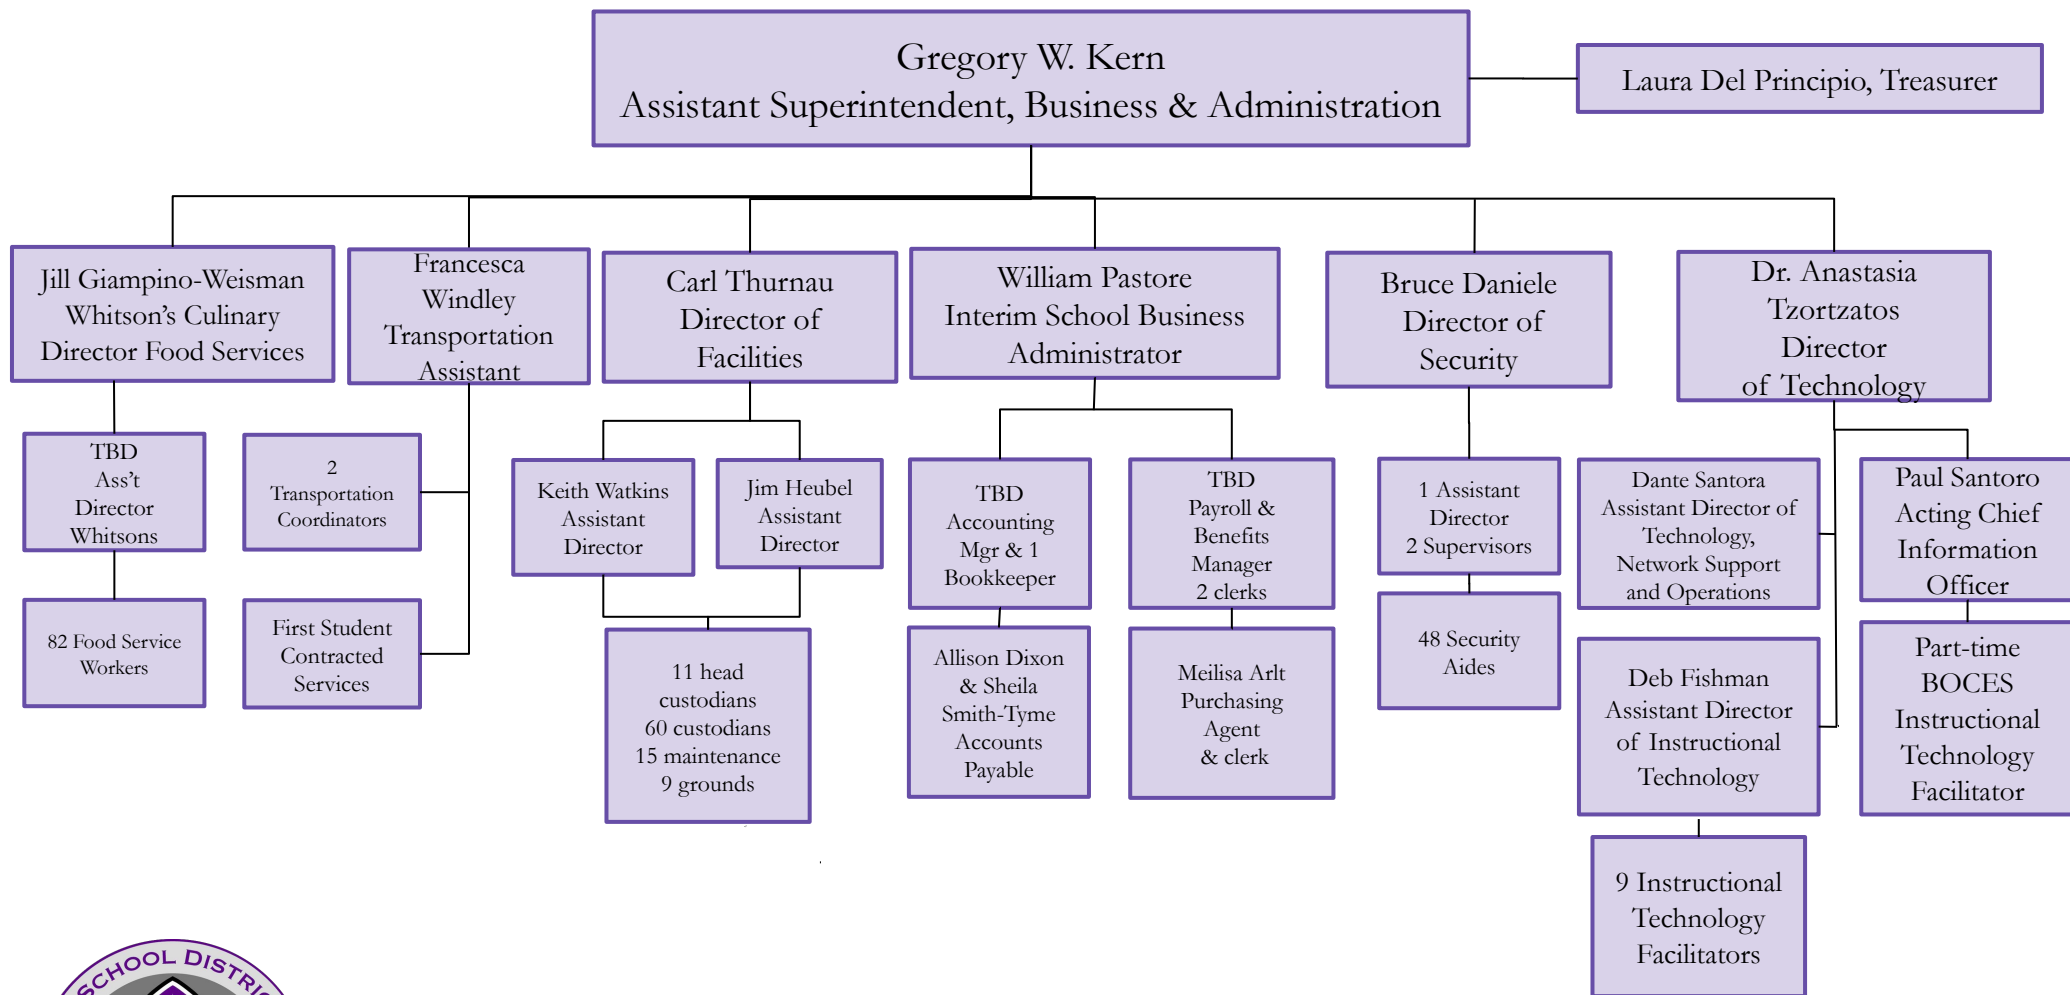 Gregory W. Kern
Assistant Superintendent, Business & Administration
Laura Del Principio, Treasurer
Jill Giampino-Weisman
Whitson’s Culinary
Director Food Services
Francesca
Windley
Transportation
Assistant
Carl Thurnau
Director of
Facilities
William Pastore
Interim School Business
Administrator
Bruce Daniele
Director of
Security
Dr. Anastasia
Tzortzatos
Director
of Technology
TBD
Ass’t
Director
Whitsons
82 Food Service
Workers
2
Transportation
Coordinators
First Student
Contracted
Services
Keith Watkins
Assistant
Director
Jim Heubel
Assistant
Director
11 head
custodians
60 custodians
15 maintenance
9 grounds
TBD
Accounting
Mgr & 1
Bookkeeper
Allison Dixon
& Sheila
Smith-Tyme
Accounts
Payable
TBD
Payroll &
Benefits
Manager
2 clerks
Meilisa Arlt
Purchasing
Agent
& clerk
1 Assistant
Director
2 Supervisors
48 Security
Aides
Dante Santora
Assistant Director of
Technology,
Network Support
and Operations
Deb Fishman
Assistant Director
of Instructional
Technology
9 Instructional
Technology
Facilitators
Paul Santoro
Acting Chief
Information
Officer
Part-time
BOCES
Instructional
Technology
Facilitator
SCHOOL